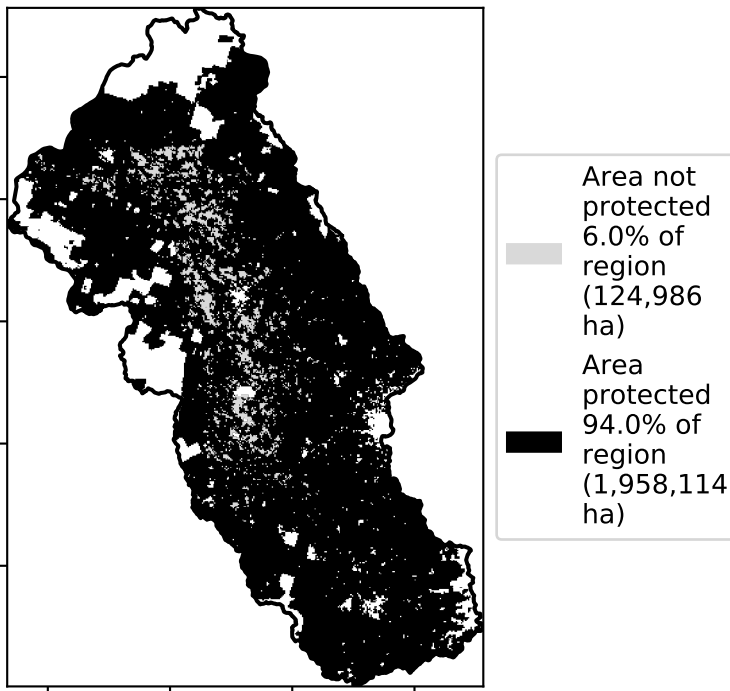 Area not
protected
6.0% of
region
(124,986
ha)
Area
protected
94.0% of
region
(1,958,114
ha)